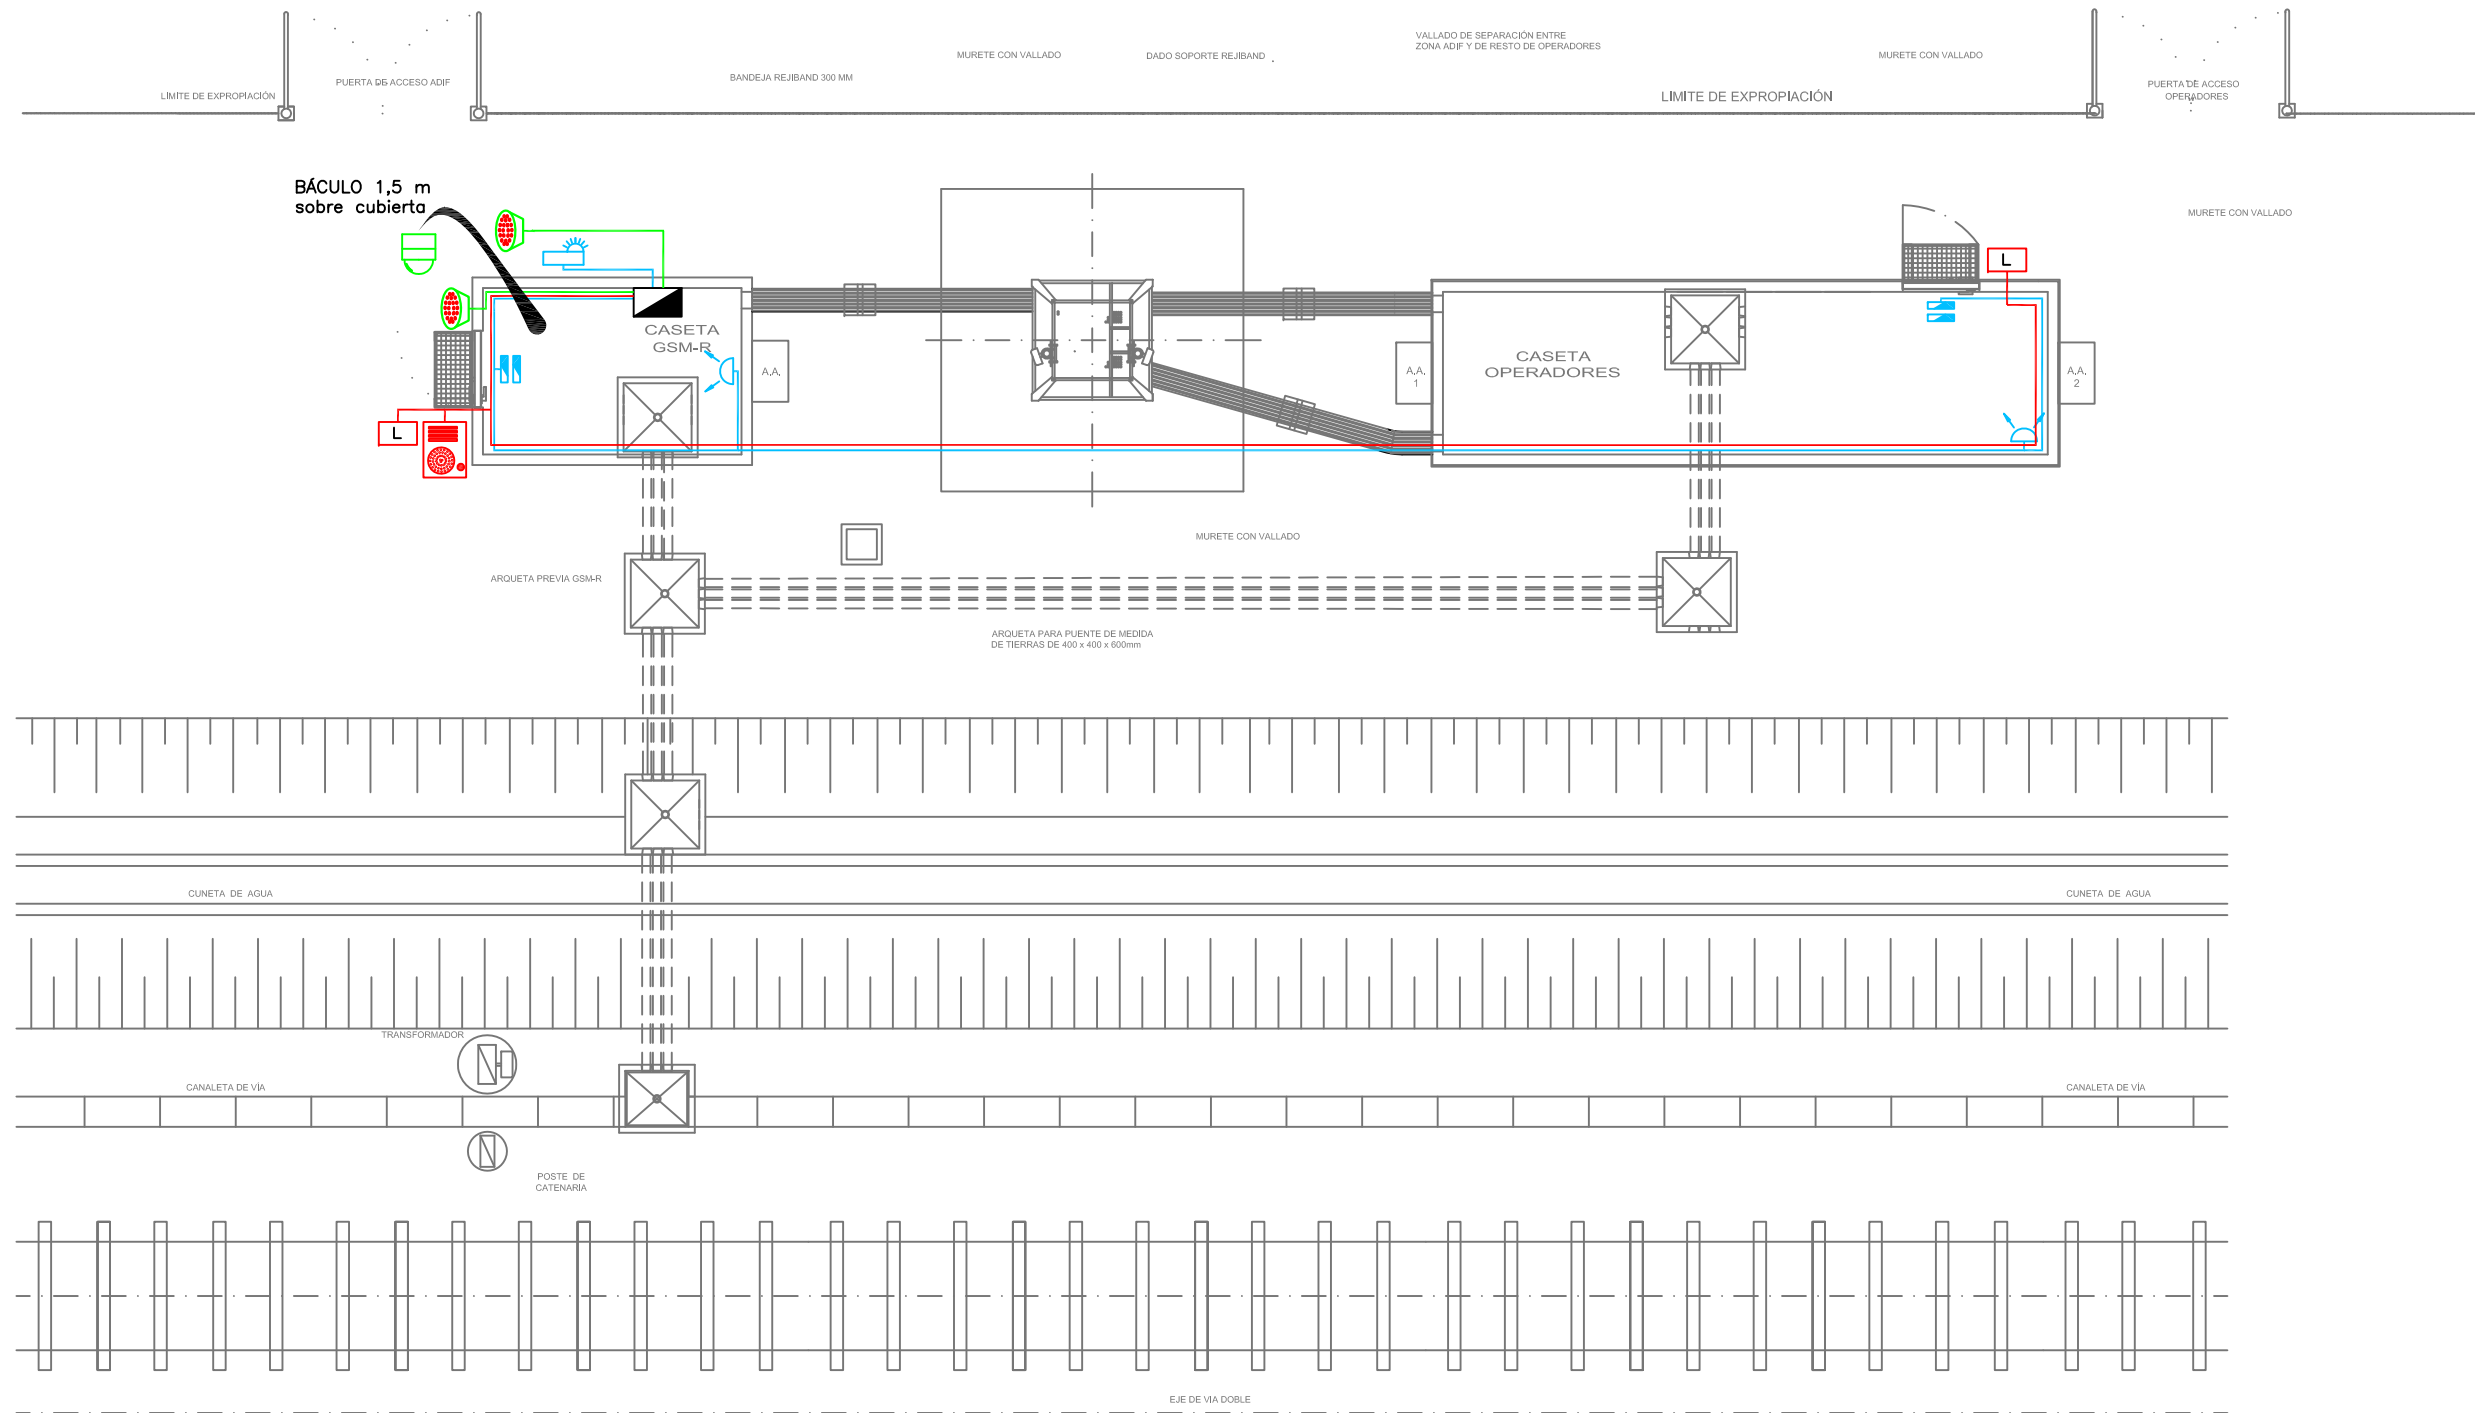 VALLADO DE SEPARACIÓN ENTRE
ZONA ADIF Y DE RESTO DE OPERADORES
MURETE CON VALLADO
DADO SOPORTE REJIBAND
MURETE CON VALLADO
BANDEJA REJIBAND 300 MM
PUERTA DE ACCESO ADIF
PUERTA DE ACCESO
OPERADORES
LÍMITE DE EXPROPIACIÓN
LÍMITE DE EXPROPIACIÓN
BÁCULO 1,5 m
sobre cubierta
MURETE CON VALLADO
L
CASETA
GSM-R
A.A.
CASETA
OPERADORES
A.A.
1
A.A.
2
L
MURETE CON VALLADO
ARQUETA PREVIA GSM-R
ARQUETA PARA PUENTE DE MEDIDA
DE TIERRAS DE 400 x 400 x 600mm
CUNETA DE AGUA
CUNETA DE AGUA
TRANSFORMADOR
CANALETA DE VÍA
CANALETA DE VÍA
POSTE DE
CATENARIA
EJE DE VIA DOBLE